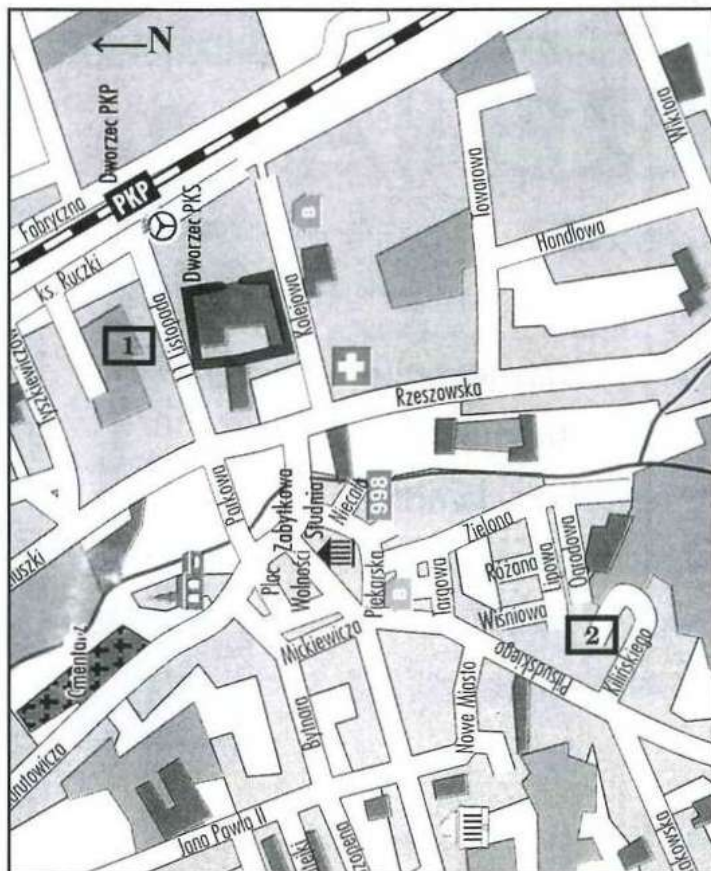 N
Dworzec PKP
Fabryczna
PKP
ks. Ruczki
Dworzec PKS
1
11 Listopada
Kolejowa
B
Towarowa
Wiktora
Handlowa
Rzeszowska
Parkowa
Zabytkowa
Studnia
Niecała
998
Plac
Wolności
Piekarska
B
Zielona
Targowa
Różana
Lipowa
Ogrodowa
Wiśniowa
2
Kilińskiego
Piłsudskiego
Mickiewicza
Cmentarz
Bytnara
Nowe Miasto
Jana Pawła II